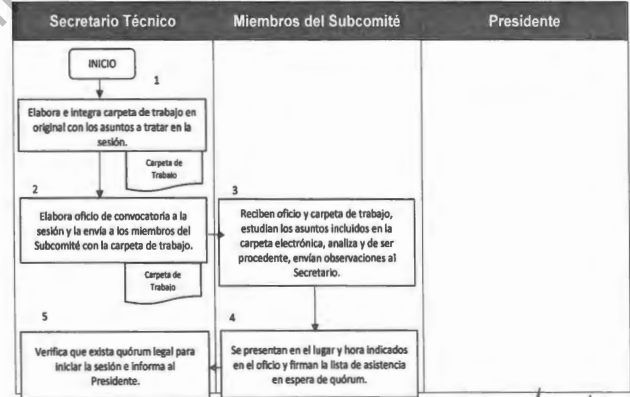 Secretario Técnico
Miembros del Subcomité
Presidente
INICIO
1
Elabora e integra carpeta de trabajo en
original con los asuntos a tratar en la
sesión.
Carpeta de
Trabajo
2
Elabora oficio de convocatoria a la
sesión y la envía a los miembros del
Subcomité con la carpeta de trabajo.
Carpeta de
Trabajo
3
Reciben oficio y carpeta de trabajo,
estudian los asuntos incluidos en la
carpeta electrónica, analiza y de ser
procedente, envían observaciones al
Secretario.
4
Se presentan en el lugar y hora indicados
en el oficio y firman la lista de asistencia
en espera de quórum.
5
Verifica que exista quórum legal para
iniciar la sesión e informa al
Presidente.